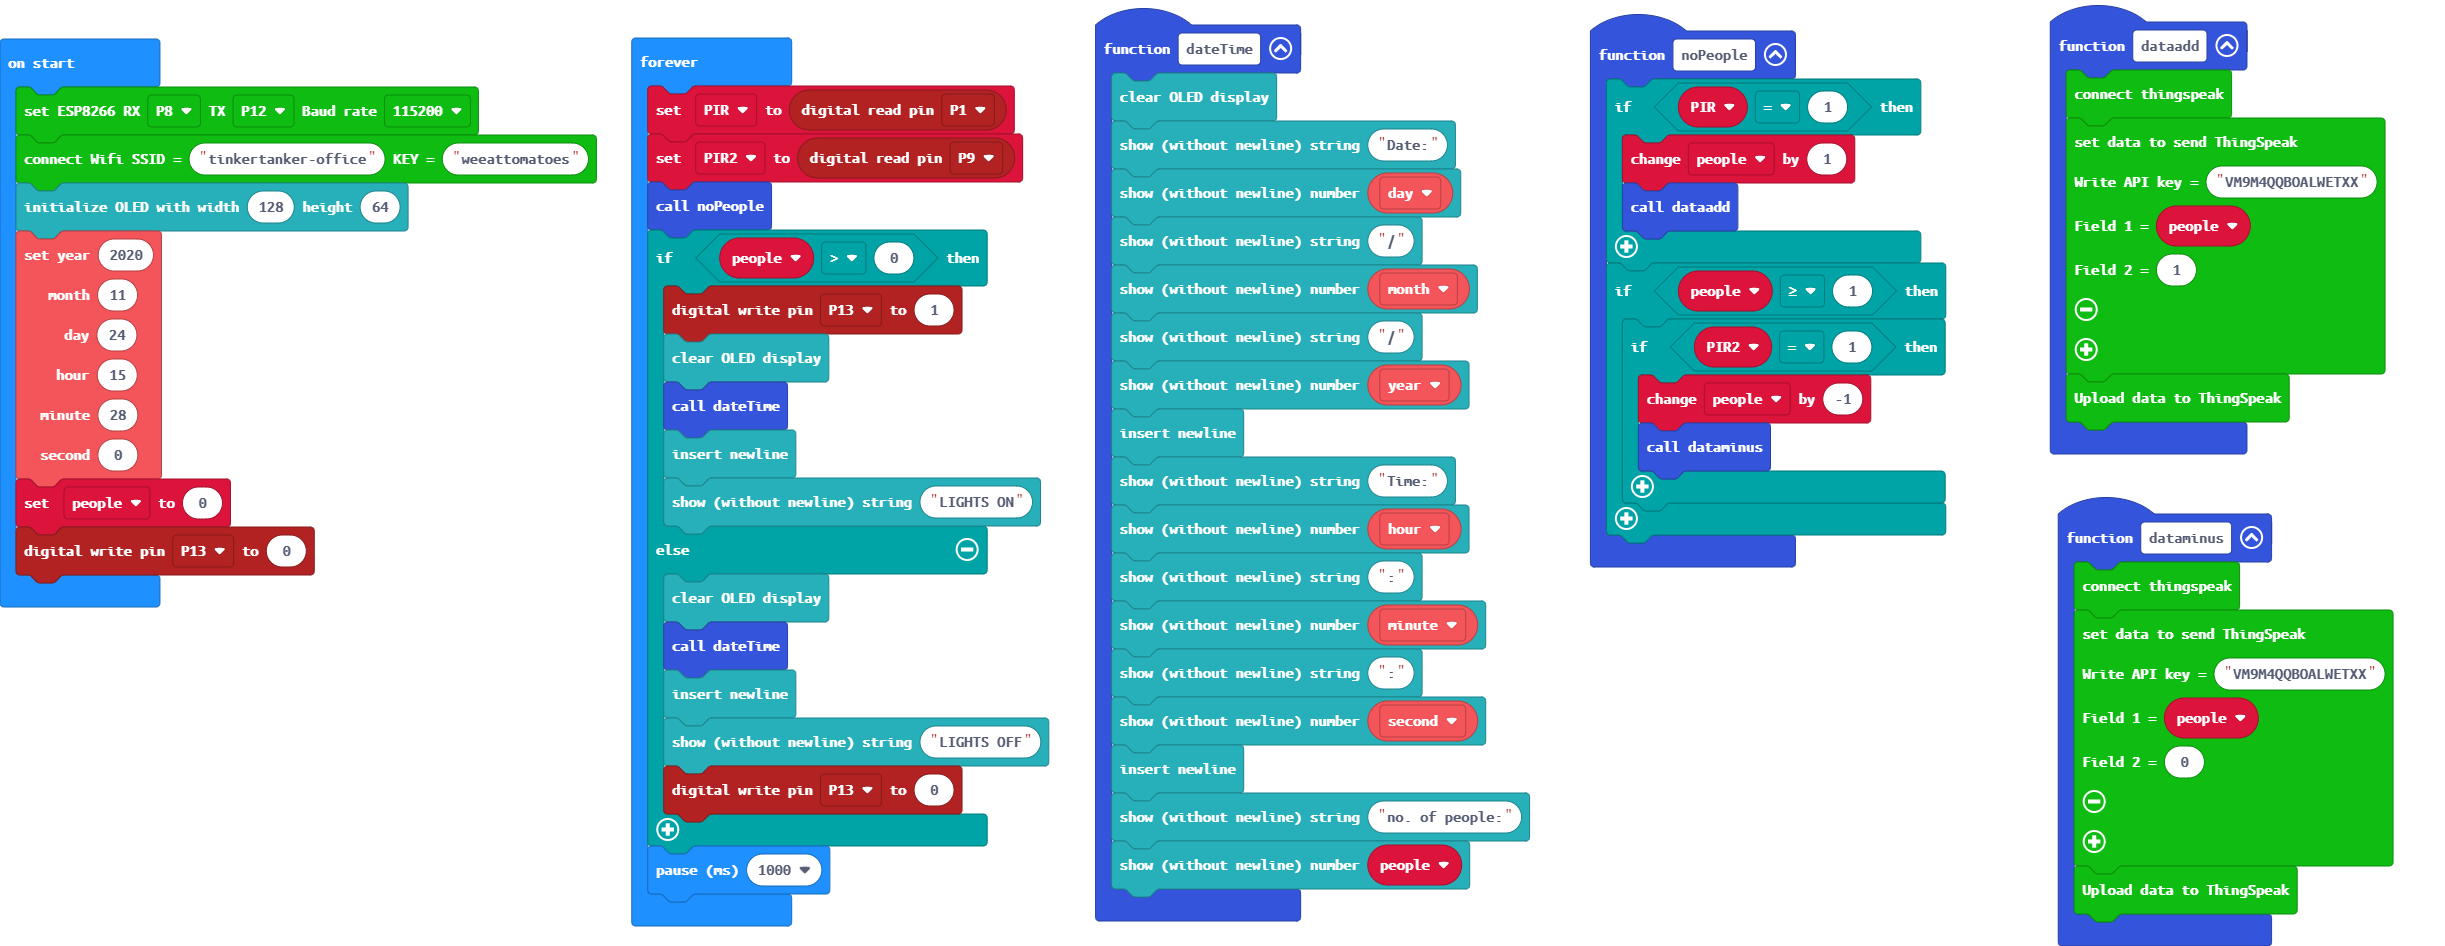 on start
set ESP8266 RX P8 TX P12 Baud rate 115200
connect Wifi SSID = "tinkertanker-office" KEY = "weeattomatoes"
initialize OLED with width 128 height 64
set year 2020
month 11
day 24
hour 15
minute 28
second 0
set people to 0
digital write pin P13 to 0
forever
set PIR to digital read pin P1
set PIR2 to digital read pin P9
call noPeople
if people > 0 then
digital write pin P13 to 1
clear OLED display
call dateTime
insert newline
show (without newline) string "LIGHTS ON"
else
clear OLED display
call dateTime
insert newline
show (without newline) string "LIGHTS OFF"
digital write pin P13 to 0
pause (ms) 1000
function dateTime
clear OLED display
show (without newline) string "Date:"
show (without newline) number day
show (without newline) string "/"
show (without newline) number month
show (without newline) string "/"
show (without newline) number year
insert newline
show (without newline) string "Time:"
show (without newline) number hour
show (without newline) string ":"
show (without newline) number minute
show (without newline) string ":"
show (without newline) number second
insert newline
show (without newline) string "no. of people:"
show (without newline) number people
function noPeople
if PIR = 1 then
change people by 1
call dataadd
if people ≥ 1 then
if PIR2 = 1 then
change people by -1
call dataminus
function dataadd
connect thingspeak
set data to send ThingSpeak
Write API key = "VM9M4QQBOALWETXX"
Field 1 = people
Field 2 = 1
Upload data to ThingSpeak
function dataminus
connect thingspeak
set data to send ThingSpeak
Write API key = "VM9M4QQBOALWETXX"
Field 1 = people
Field 2 = 0
Upload data to ThingSpeak